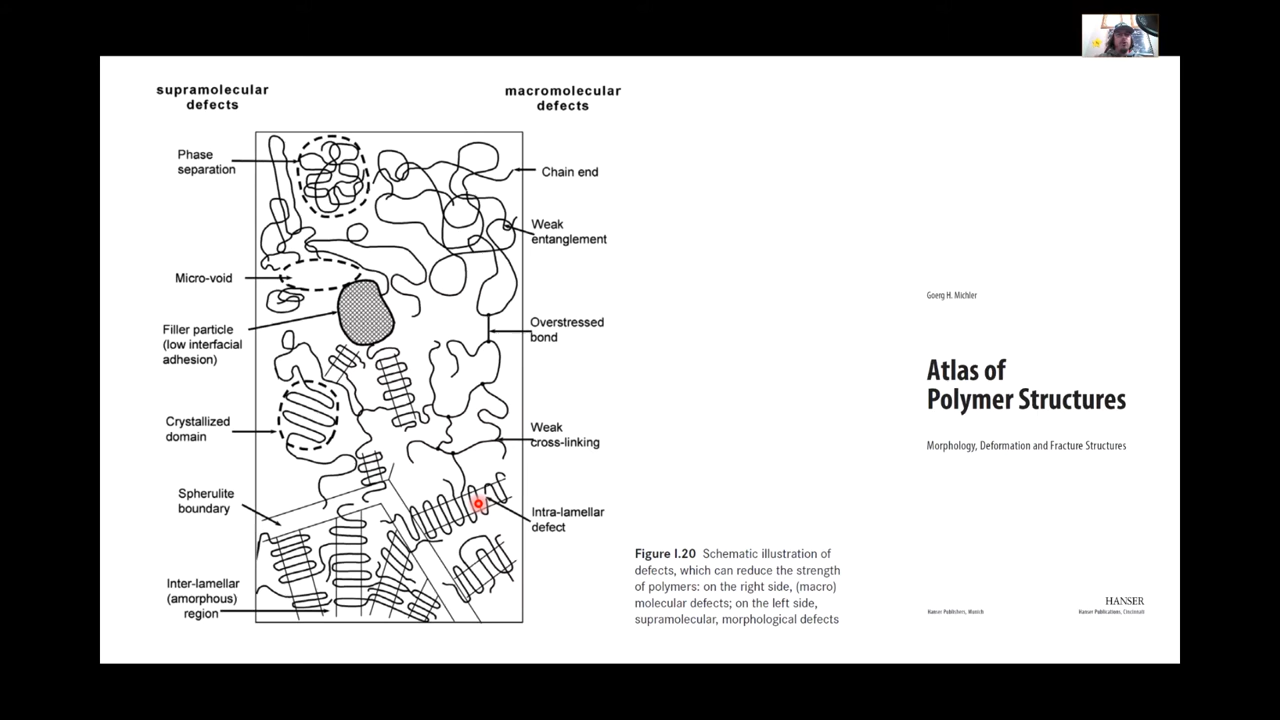 supramolecular
defects
macromolecular
defects
Phase
separation
Chain end
Weak
entanglement
Micro-void
Filler particle
(low interfacial
adhesion)
Overstressed
bond
Crystallized
domain
Weak
cross-linking
Spherulite
boundary
Intra-lamellar
defect
Inter-lamellar
(amorphous)
region
Figure I.20 Schematic illustration of
defects, which can reduce the strength
of polymers: on the right side, (macro)
molecular defects; on the left side,
supramolecular, morphological defects
Goerg H. Michler
Atlas of
Polymer Structures
Morphology, Deformation and Fracture Structures
HANSER
Hanser Publishers, Munich
Hanser Publications, Cincinnati